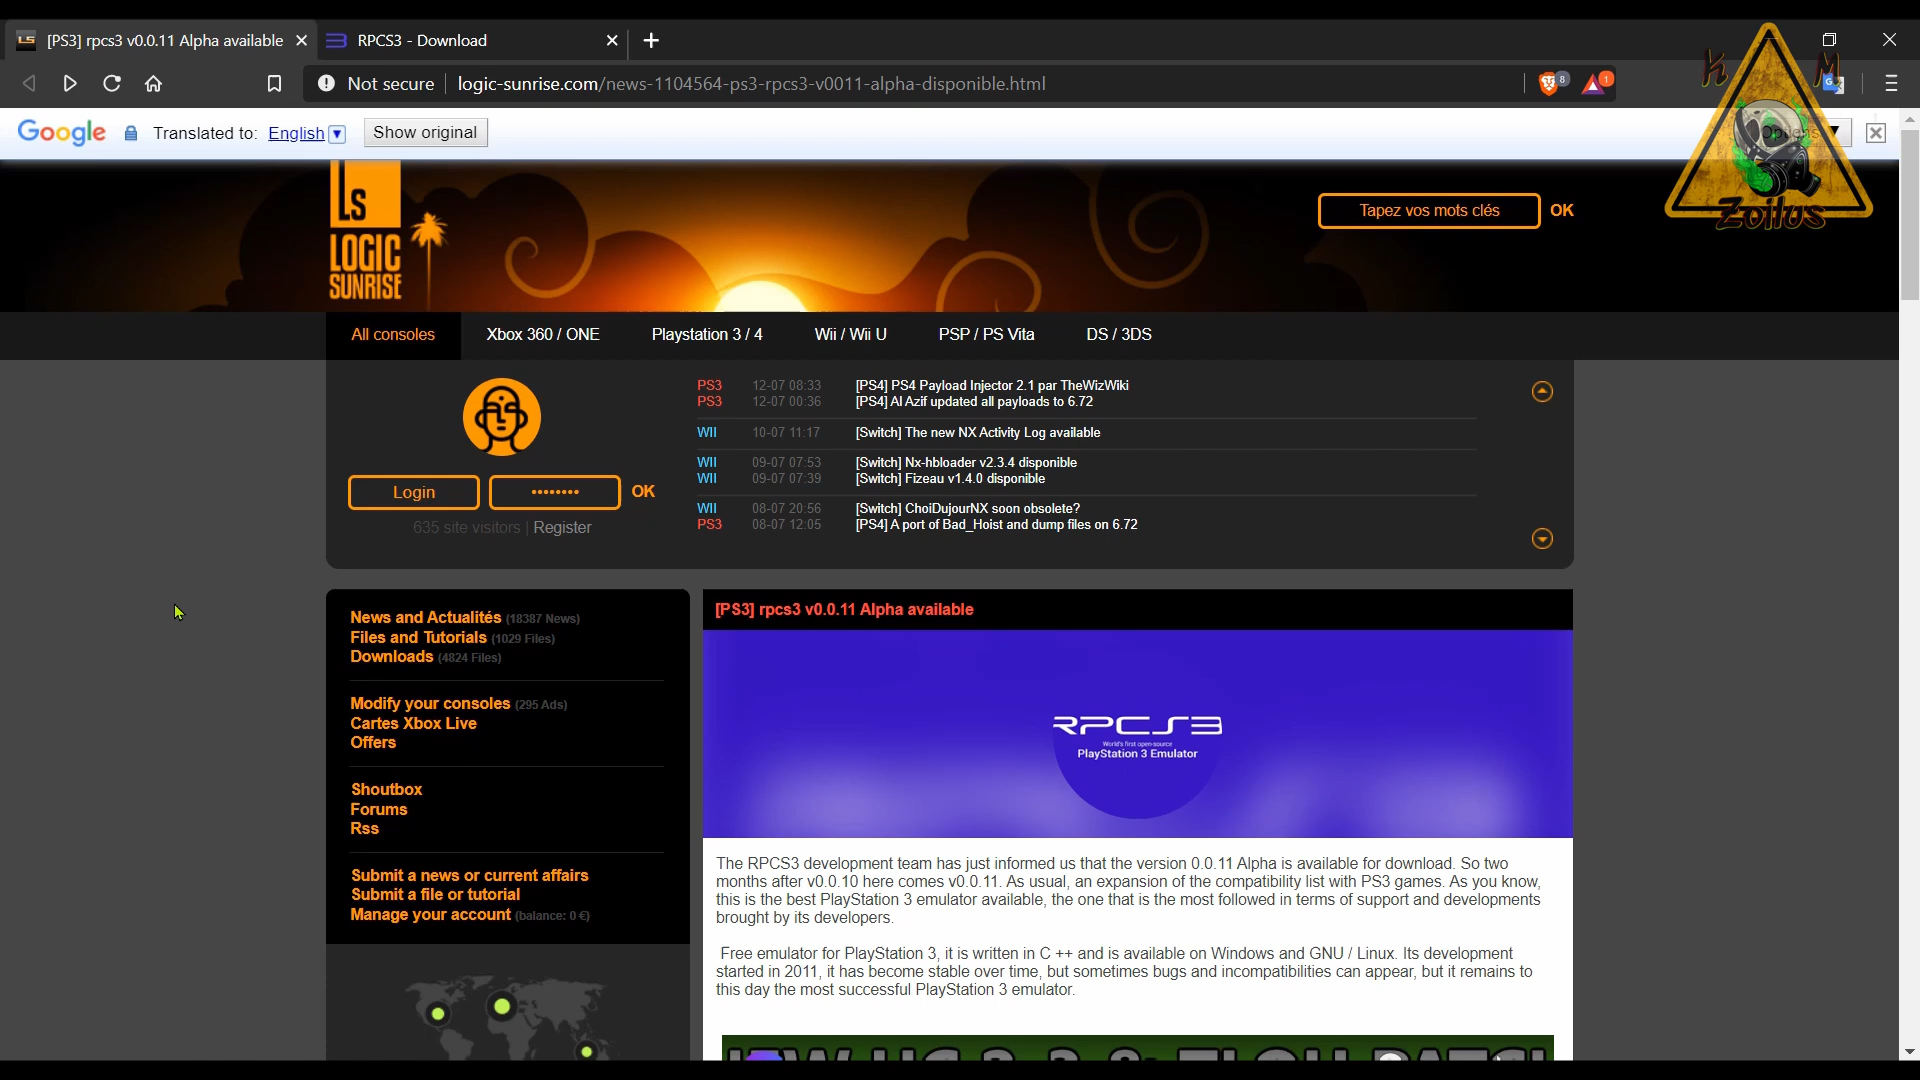 [PS3] rpcs3 v0.0.11 Alpha available
RPCS3 - Download
Not secure
logic-sunrise.com/news-1104564-ps3-rpcs3-v0011-alpha-disponible.html
8
1
K M
Zoilus
Google
Translated to: English
Show original
Options
Ls
LOGIC
SUNRISE
Tapez vos mots clés
OK
All consoles
Xbox 360 / ONE
Playstation 3 / 4
Wii / Wii U
PSP / PS Vita
DS / 3DS
Login
OK
635 site visitors | Register
PS3 12-07 08:33 [PS4] PS4 Payload Injector 2.1 par TheWizWiki
PS3 12-07 00:36 [PS4] Al Azif updated all payloads to 6.72
WII 10-07 11:17 [Switch] The new NX Activity Log available
WII 09-07 07:53 [Switch] Nx-hbloader v2.3.4 disponible
WII 09-07 07:39 [Switch] Fizeau v1.4.0 disponible
WII 08-07 20:56 [Switch] ChoiDujourNX soon obsolete?
PS3 08-07 12:05 [PS4] A port of Bad_Hoist and dump files on 6.72
News and Actualités (18387 News)
Files and Tutorials (1029 Files)
Downloads (4824 Files)
Modify your consoles (295 Ads)
Cartes Xbox Live
Offers
Shoutbox
Forums
Rss
Submit a news or current affairs
Submit a file or tutorial
Manage your account (balance: 0 €)
[PS3] rpcs3 v0.0.11 Alpha available
RPCS3
World's first open-source
PlayStation 3 Emulator
The RPCS3 development team has just informed us that the version 0.0.11 Alpha is available for download. So two
months after v0.0.10 here comes v0.0.11. As usual, an expansion of the compatibility list with PS3 games. As you know,
this is the best PlayStation 3 emulator available, the one that is the most followed in terms of support and developments
brought by its developers.
Free emulator for PlayStation 3, it is written in C ++ and is available on Windows and GNU / Linux. Its development
started in 2011, it has become stable over time, but sometimes bugs and incompatibilities can appear, but it remains to
this day the most successful PlayStation 3 emulator.